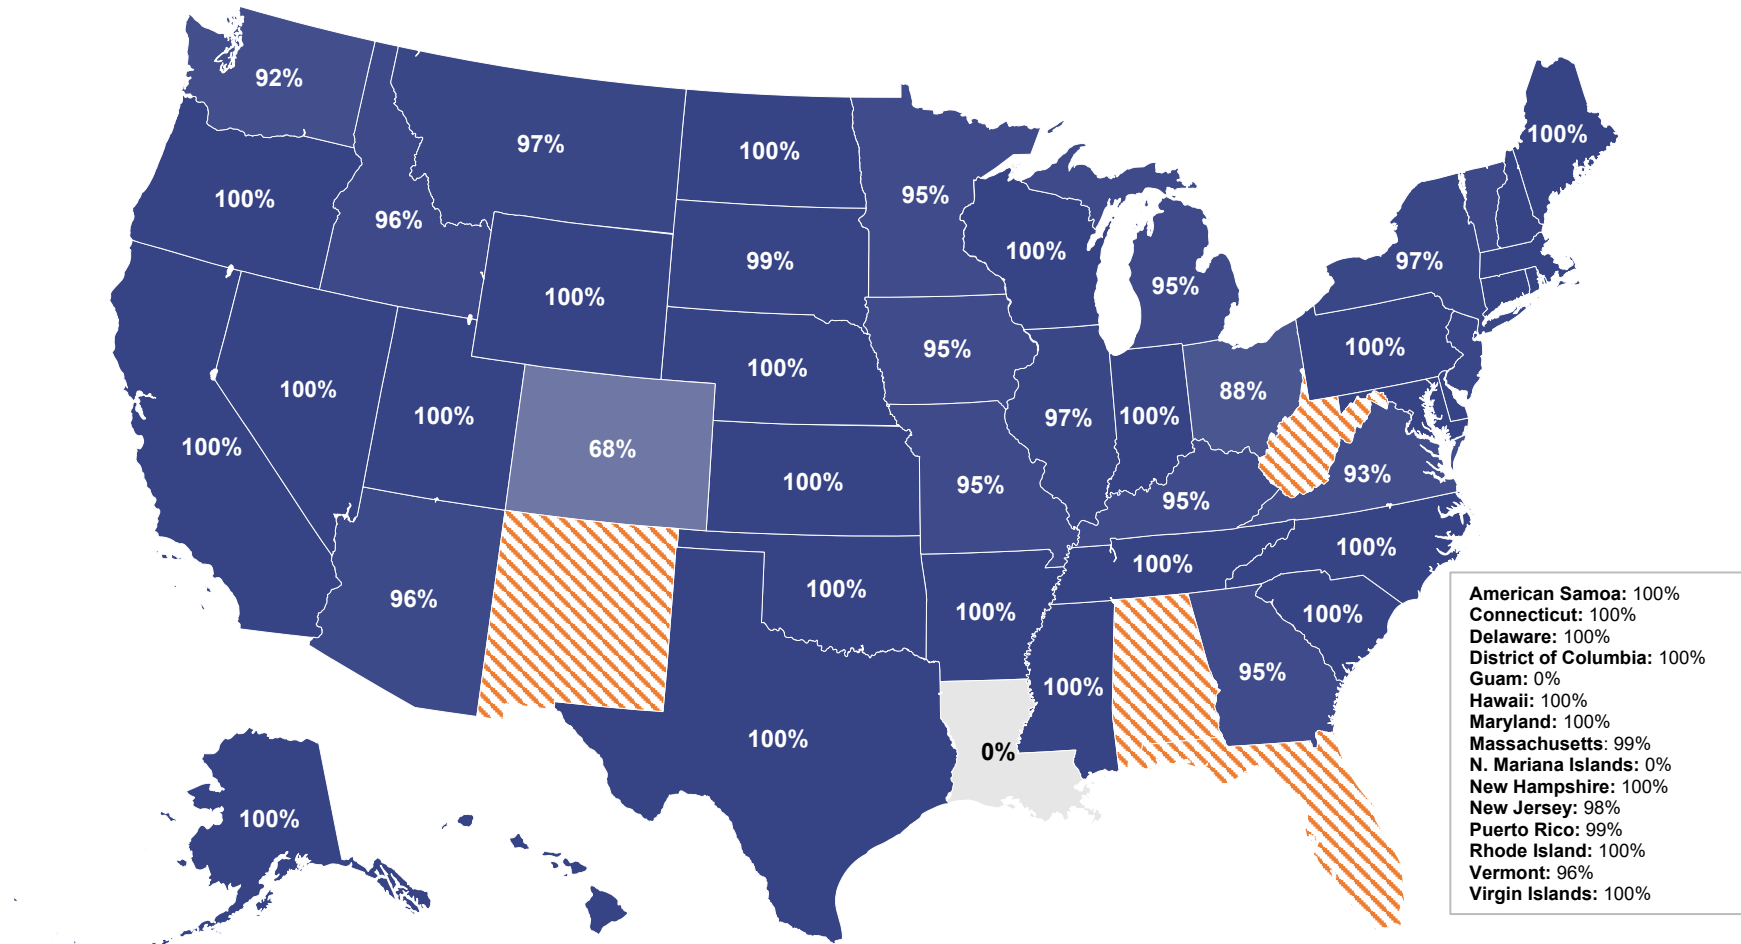 92%
97%
100%
100%
95%
100%
96%
99%
100%
97%
100%
95%
100%
95%
100%
100%
100%
100%
88%
97%
100%
100%
68%
100%
93%
100%
95%
95%
100%
100%
100%
96%
100%
100%
95%
100%
100%
0%
100%
American Samoa: 100%
Connecticut: 100%
Delaware: 100%
District of Columbia: 100%
Guam: 0%
Hawaii: 100%
Maryland: 100%
Massachusetts: 99%
N. Mariana Islands: 0%
New Hampshire: 100%
New Jersey: 98%
Puerto Rico: 99%
Rhode Island: 100%
Vermont: 96%
Virgin Islands: 100%